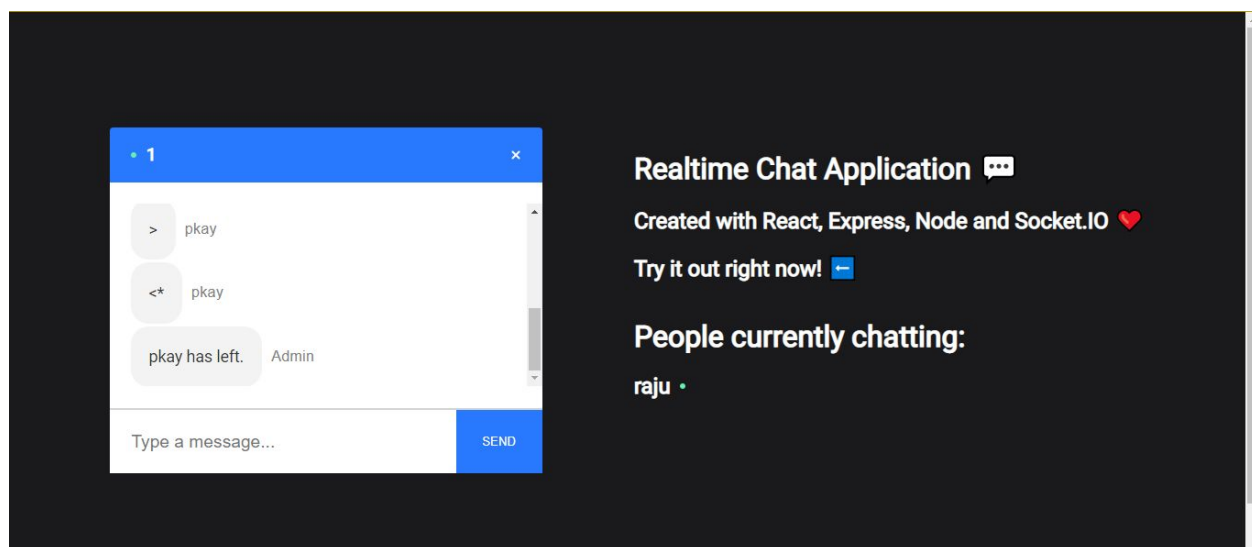 1 ×
> pkay
<* pkay
pkay has left. Admin
Type a message... SEND
Realtime Chat Application 💬
Created with React, Express, Node and Socket.IO ❤️
Try it out right now! ⬅️
People currently chatting:
raju